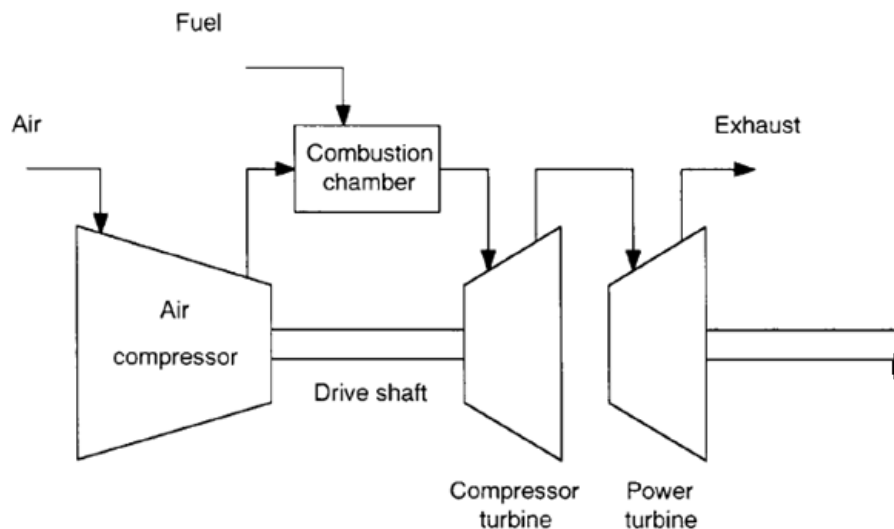 Fuel
Air
Exhaust
Combustion
chamber
Air
compressor
Drive shaft
Compressor
turbine
Power
turbine